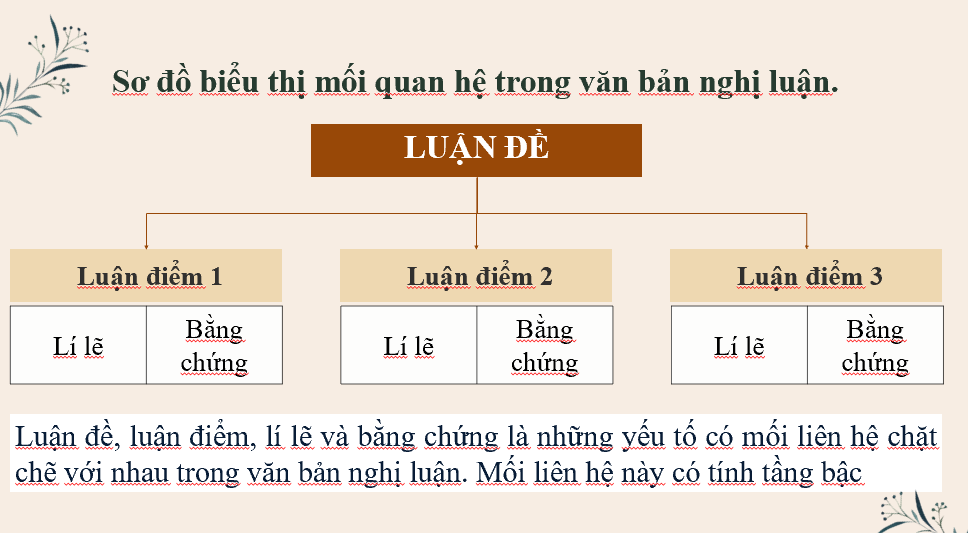 Sơ đồ biểu thị mối quan hệ trong văn bản nghị luận.
LUẬN ĐỀ
Luận điểm 1
Luận điểm 2
Luận điểm 3
Lí lẽ
Bằng
chứng
Lí lẽ
Bằng
chứng
Lí lẽ
Bằng
chứng
Luận đề, luận điểm, lí lẽ và bằng chứng là những yếu tố có mối liên hệ chặt
chẽ với nhau trong văn bản nghị luận. Mối liên hệ này có tính tầng bậc